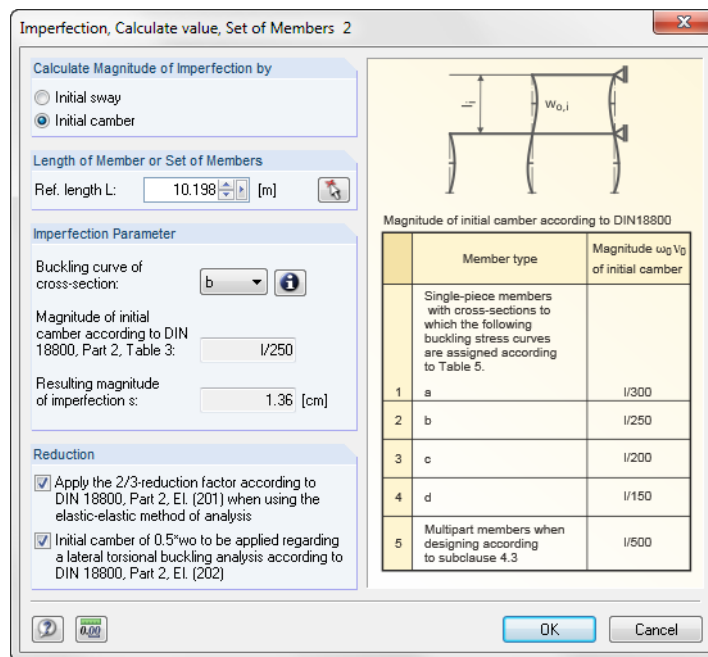 Imperfection, Calculate value, Set of Members 2
Calculate Magnitude of Imperfection by
Initial sway
Initial camber
Length of Member or Set of Members
Ref. length L:
10.198
[m]
Imperfection Parameter
Buckling curve of
cross-section:
b
Magnitude of initial
camber according to DIN
18800, Part 2, Table 3:
l/250
Resulting magnitude
of imperfection s:
1.36 [cm]
Reduction
Apply the 2/3-reduction factor according to
DIN 18800, Part 2, El. (201) when using the
elastic-elastic method of analysis
Initial camber of 0.5*wo to be applied regarding
a lateral torsional buckling analysis according to
DIN 18800, Part 2, El. (202)
w0,i
Magnitude of initial camber according to DIN18800
Member type
Magnitude ω0 V0
of initial camber
Single-piece members
with cross-sections to
which the following
buckling stress curves
are assigned according
to Table 5.
1 a l/300
2 b l/250
3 c l/200
4 d l/150
5 Multipart members when
designing according
to subclause 4.3
l/500
0.00
OK
Cancel